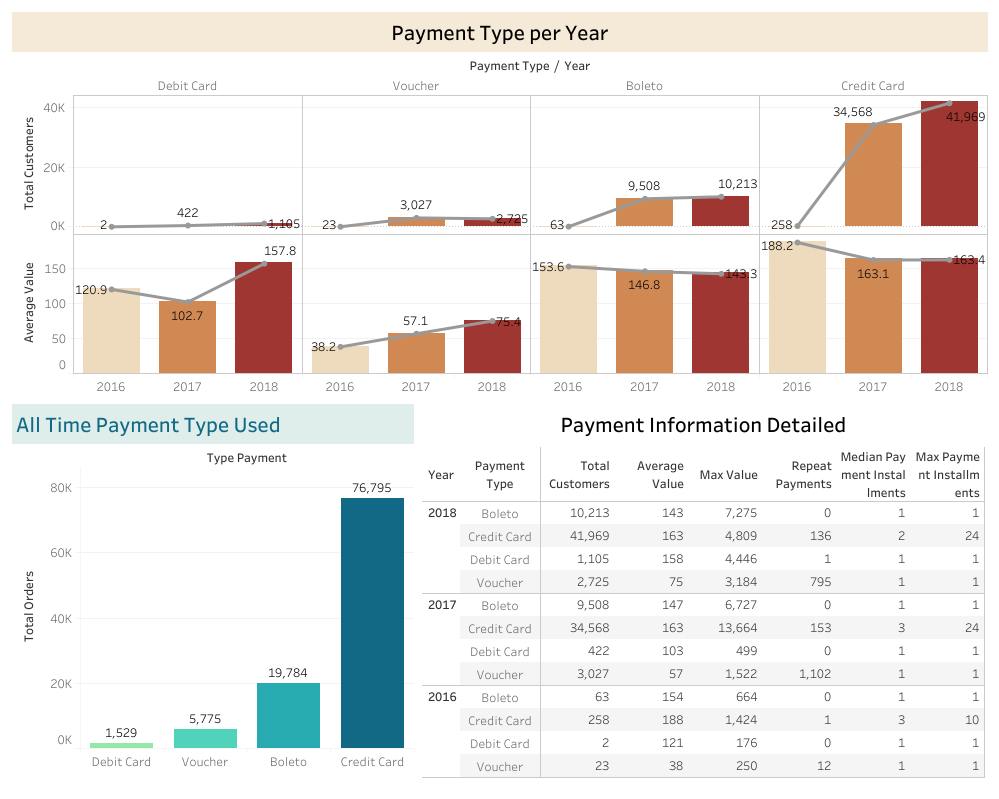 Payment Type per Year
Payment Type / Year
Debit Card Voucher Boleto Credit Card
Total Customers
40K
20K
0K
2 422 1,105
23 3,027 2,725
63 9,508 10,213
258 34,568 41,969
Average Value
150
100
50
0
120.9 102.7 157.8
38.2 57.1 75.4
153.6 146.8 143.3
188.2 163.1 163.4
2016 2017 2018 2016 2017 2018 2016 2017 2018 2016 2017 2018
All Time Payment Type Used
Type Payment
Total Orders
80K
60K
40K
20K
0K
1,529 5,775 19,784 76,795
Debit Card Voucher Boleto Credit Card
Payment Information Detailed
Year Payment Type Total Customers Average Value Max Value Repeat Payments Median Pay
ment Instal
lments Max Payme
nt Installm
ents
2018 Boleto 10,213 143 7,275 0 1 1
Credit Card 41,969 163 4,809 136 2 24
Debit Card 1,105 158 4,446 1 1 1
Voucher 2,725 75 3,184 795 1 1
2017 Boleto 9,508 147 6,727 0 1 1
Credit Card 34,568 163 13,664 153 3 24
Debit Card 422 103 499 0 1 1
Voucher 3,027 57 1,522 1,102 1 1
2016 Boleto 63 154 664 0 1 1
Credit Card 258 188 1,424 1 3 10
Debit Card 2 121 176 0 1 1
Voucher 23 38 250 12 1 1